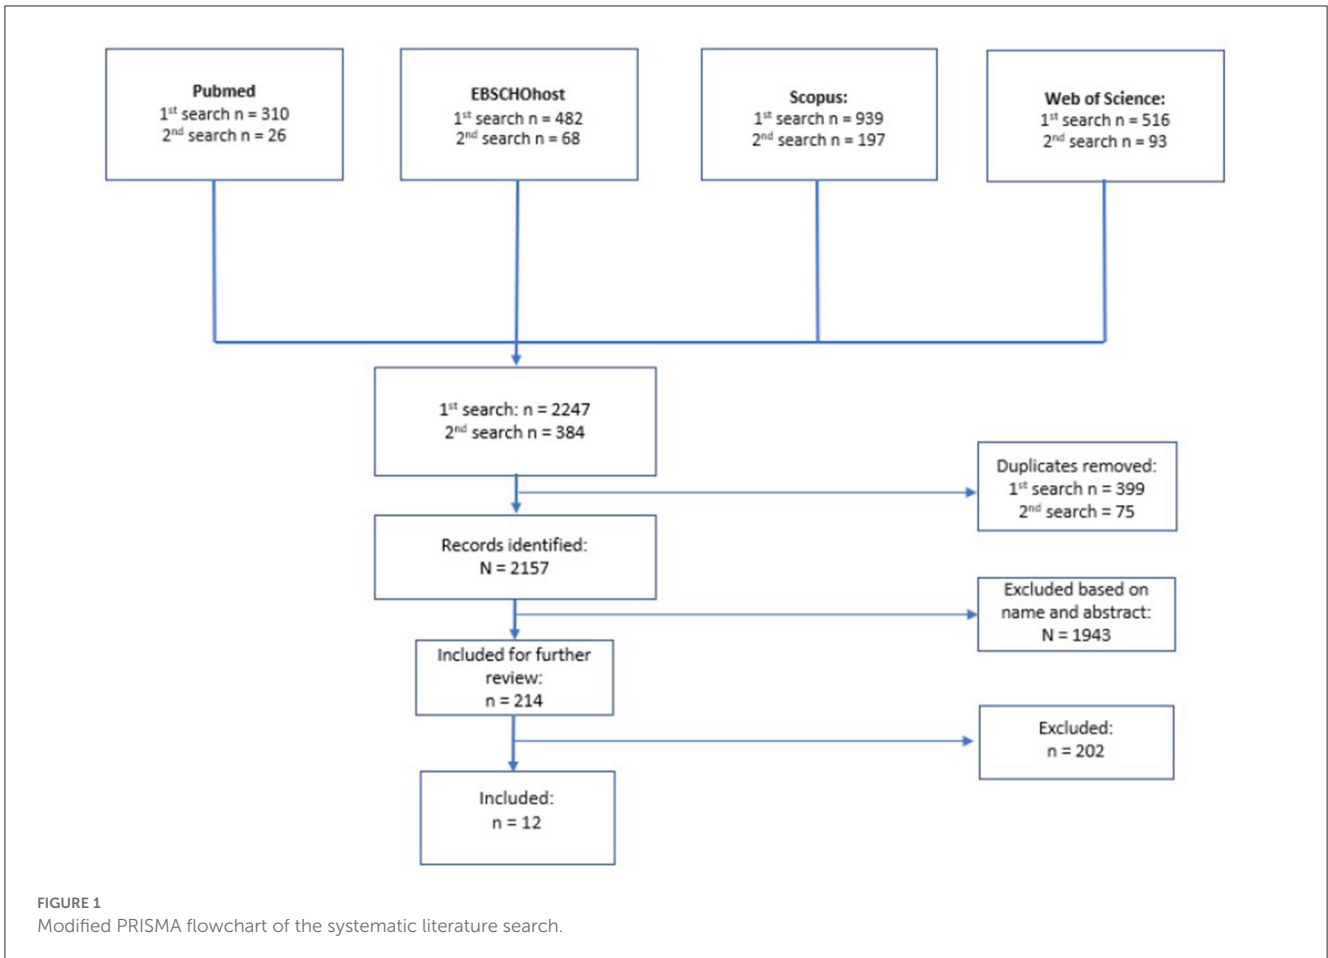 Pubmed
1st search n = 310
2nd search n = 26
EBSCHOhost
1st search n = 482
2nd search n = 68
Scopus:
1st search n = 939
2nd search n = 197
Web of Science:
1st search n = 516
2nd search n = 93
1st search: n = 2247
2nd search n = 384
Duplicates removed:
1st search n = 399
2nd search = 75
Records identified:
N = 2157
Excluded based on
name and abstract:
N = 1943
Included for further
review:
n = 214
Excluded:
n = 202
Included:
n = 12
FIGURE 1
Modified PRISMA flowchart of the systematic literature search.